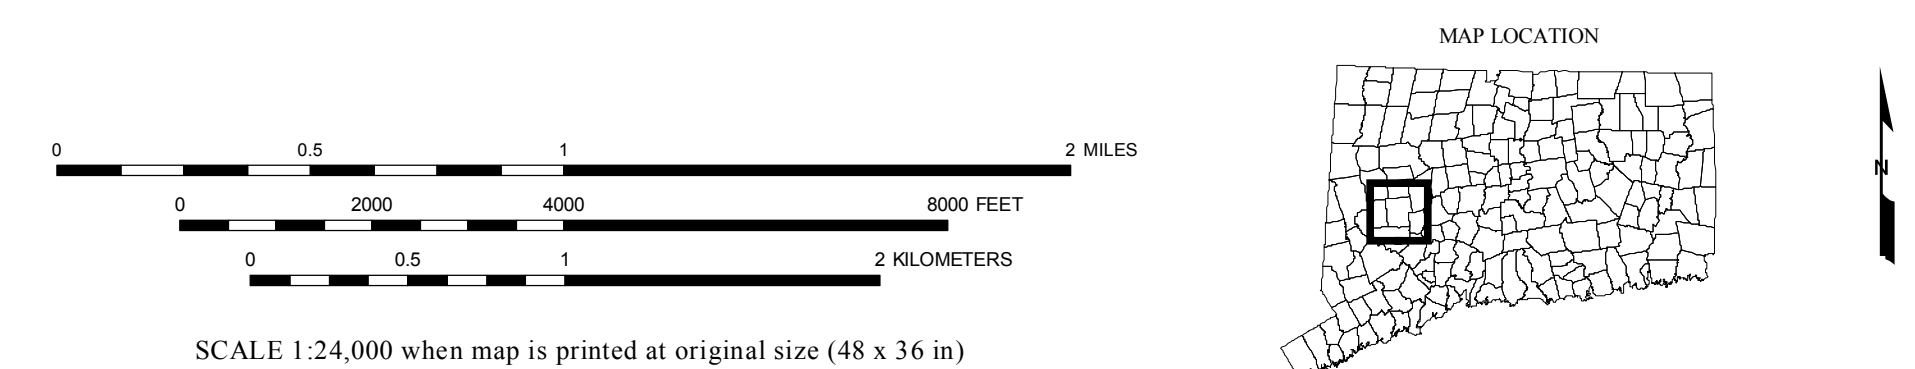 MAP LOCATION
0 0.5 1 2 MILES
0 2000 4000 8000 FEET
0 0.5 1 2 KILOMETERS
N
SCALE 1:24,000 when map is printed at original size (48 x 36 in)